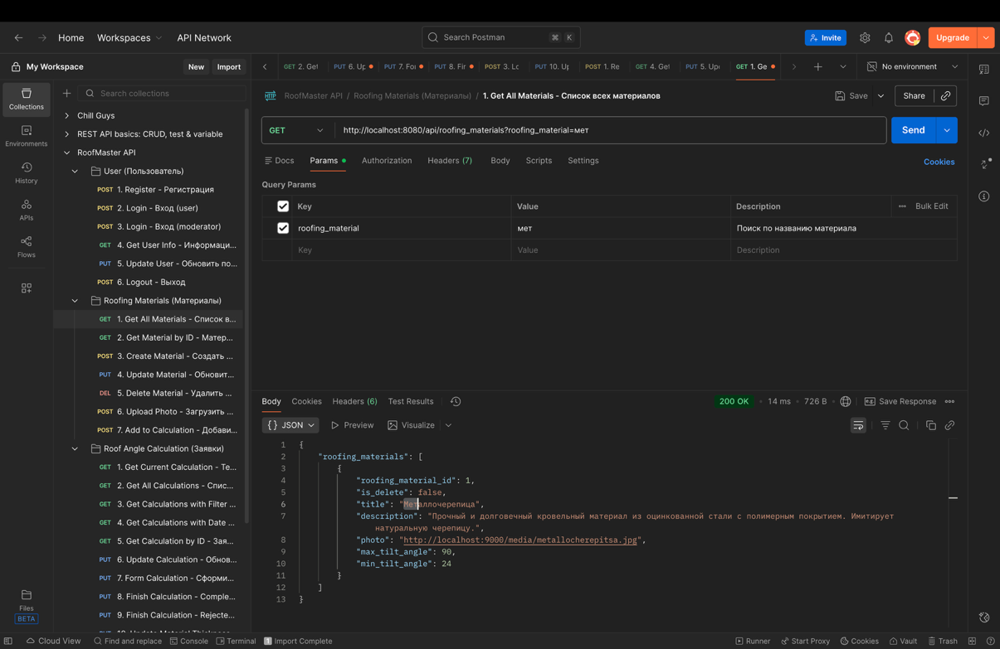 Home
Workspaces
API Network
Search Postman
⌘ K
Invite
Upgrade
My Workspace
New
Import
GET 2. Get
PUT 6. Up
PUT 7. For
PUT 8. Fir
POST 3. Lo
PUT 10. Up
POST 1. Re
GET 4. Get
PUT 5. Up
GET 1. Ge
No environment
Collections
Environments
History
APIs
Flows
Files
BETA
Search collections
Chill Guys
REST API basics: CRUD, test & variable
RoofMaster API
User (Пользователь)
POST 1. Register - Регистрация
POST 2. Login - Вход (user)
POST 3. Login - Вход (moderator)
GET 4. Get User Info - Информаци...
PUT 5. Update User - Обновить по...
POST 6. Logout - Выход
Roofing Materials (Материалы)
GET 1. Get All Materials - Список в...
GET 2. Get Material by ID - Матер...
POST 3. Create Material - Создать ...
PUT 4. Update Material - Обновит...
DEL 5. Delete Material - Удалить ...
POST 6. Upload Photo - Загрузить ...
POST 7. Add to Calculation - Добави...
Roof Angle Calculation (Заявки)
GET 1. Get Current Calculation - Те...
GET 2. Get All Calculations - Спис...
GET 3. Get Calculations with Filter ...
GET 4. Get Calculations with Date ...
GET 5. Get Calculation by ID - Зая...
PUT 6. Update Calculation - Обнов...
PUT 7. Form Calculation - Сформи...
PUT 8. Finish Calculation - Comple...
PUT 9. Finish Calculation - Rejecte...
HTTP RoofMaster API / Roofing Materials (Материалы) / 1. Get All Materials - Список всех материалов
Save
Share
GET http://localhost:8080/api/roofing_materials?roofing_material=мет
Send
Docs Params Authorization Headers (7) Body Scripts Settings
Cookies
Query Params
Key Value Description Bulk Edit
roofing_material мет Поиск по названию материала
Key Value Description
Body Cookies Headers (6) Test Results
200 OK • 14 ms • 726 B
Save Response
{} JSON Preview Visualize
1 {
2 "roofing_materials": [
3 {
4 "roofing_material_id": 1,
5 "is_delete": false,
6 "title": "Металлочерепица",
7 "description": "Прочный и долговечный кровельный материал из оцинкованной стали с полимерным покрытием. Имитирует
натуральную черепицу.",
8 "photo": "http://localhost:9000/media/metallocherepitsa.jpg",
9 "max_tilt_angle": 90,
10 "min_tilt_angle": 24
11 }
12 ]
13 }
Cloud View
Find and replace
Console
Terminal
1 Import Complete
Runner
Start Proxy
Cookies
Vault
Trash